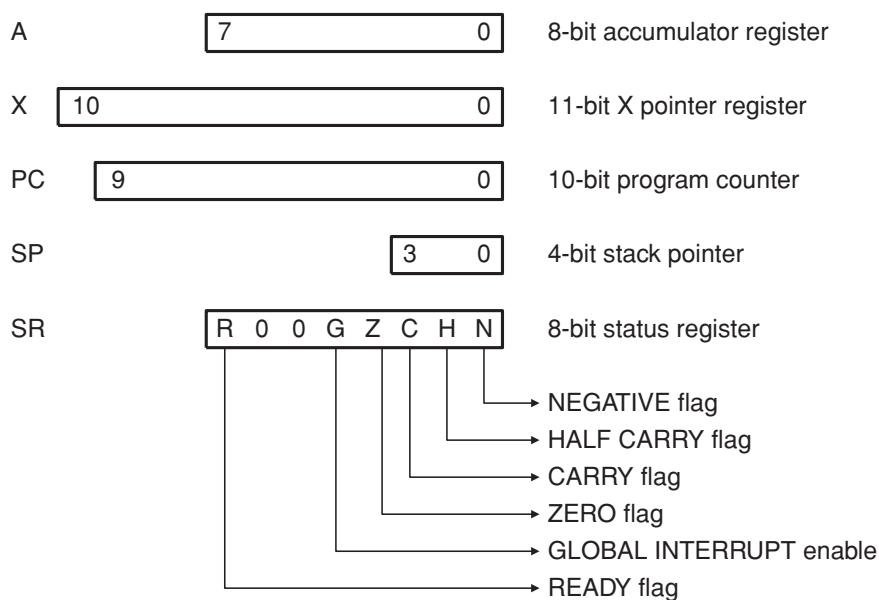 A 7 0 8-bit accumulator register
X 10 0 11-bit X pointer register
PC 9 0 10-bit program counter
SP 3 0 4-bit stack pointer
SR R 0 0 G Z C H N 8-bit status register
NEGATIVE flag
HALF CARRY flag
CARRY flag
ZERO flag
GLOBAL INTERRUPT enable
READY flag